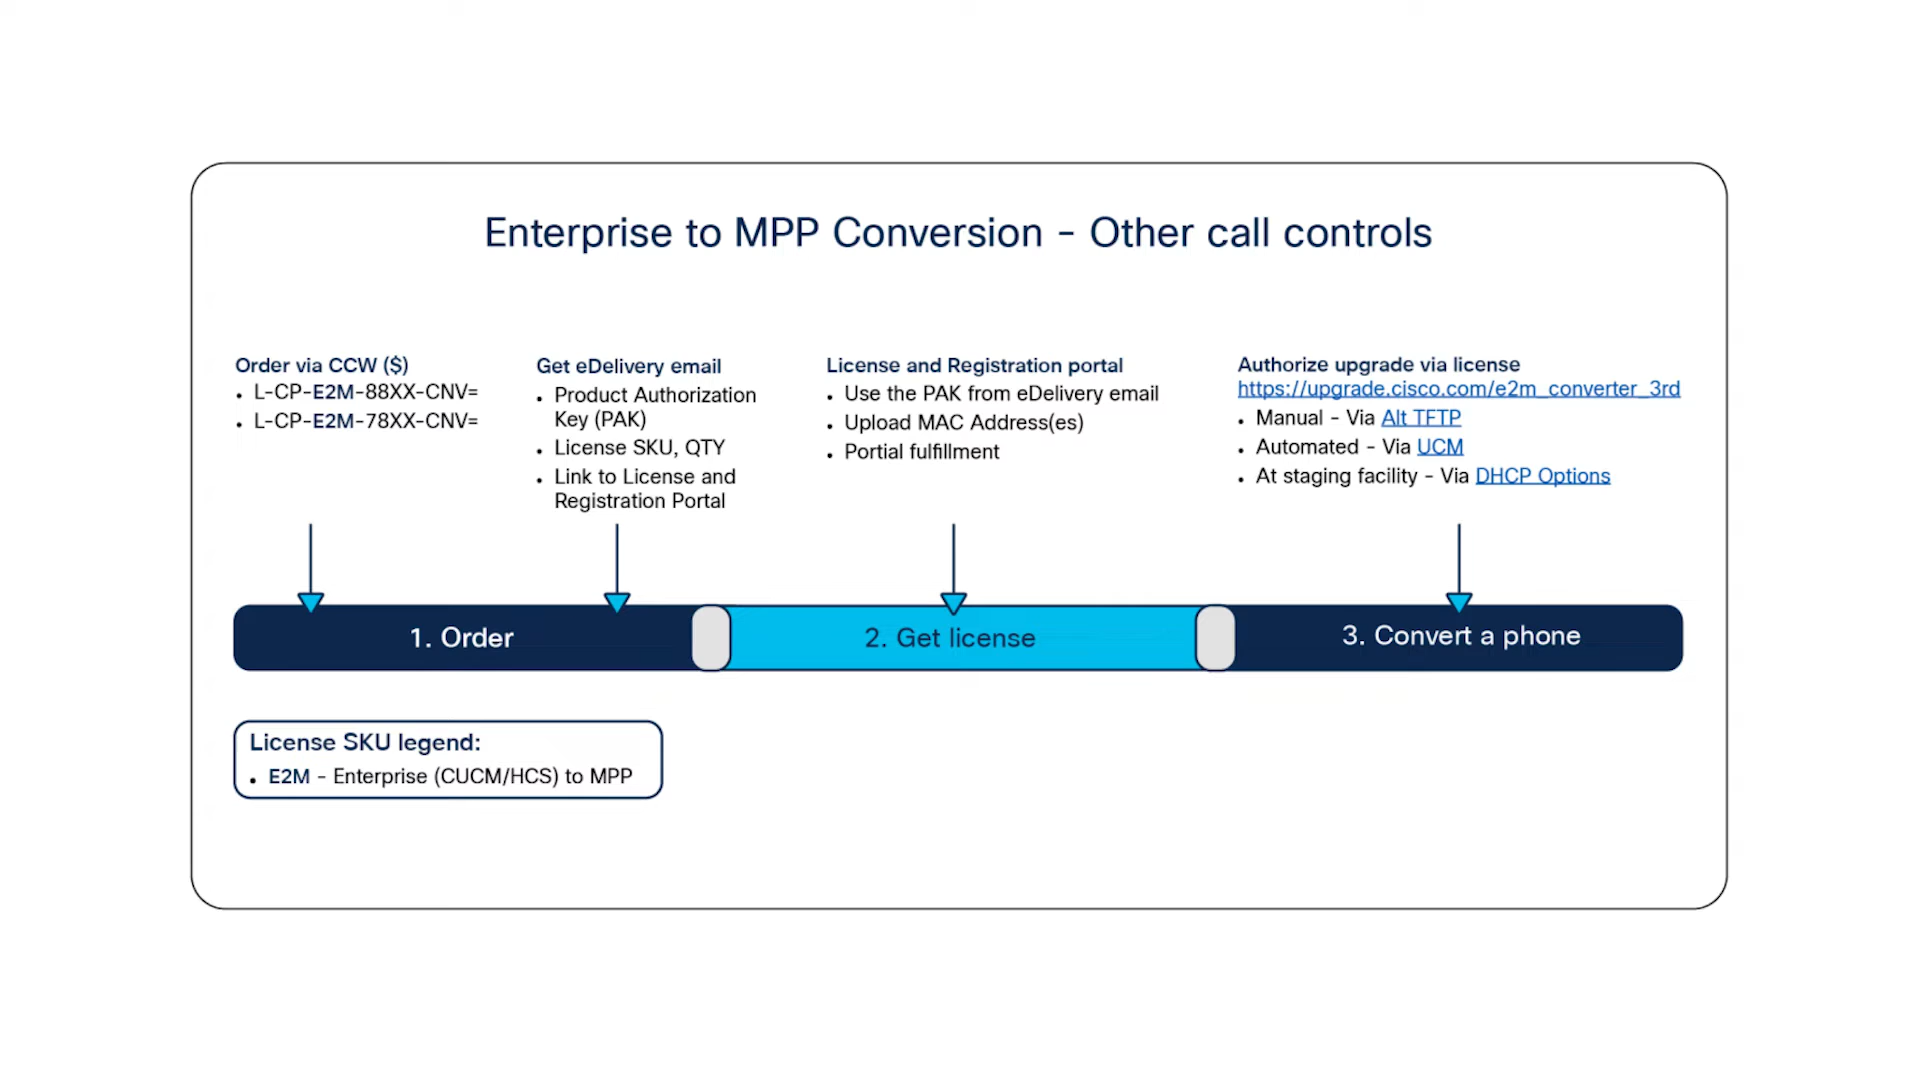 Enterprise to MPP Conversion - Other call controls
Order via CCW ($)
• L-CP-E2M-88XX-CNV=
• L-CP-E2M-78XX-CNV=
Get eDelivery email
• Product Authorization
Key (PAK)
• License SKU, QTY
• Link to License and
Registration Portal
License and Registration portal
• Use the PAK from eDelivery email
• Upload MAC Address(es)
• Portial fulfillment
Authorize upgrade via license
https://upgrade.cisco.com/e2m_converter_3rd
• Manual - Via Alt TFTP
• Automated - Via UCM
• At staging facility - Via DHCP Options
1. Order
2. Get license
3. Convert a phone
License SKU legend:
• E2M - Enterprise (CUCM/HCS) to MPP